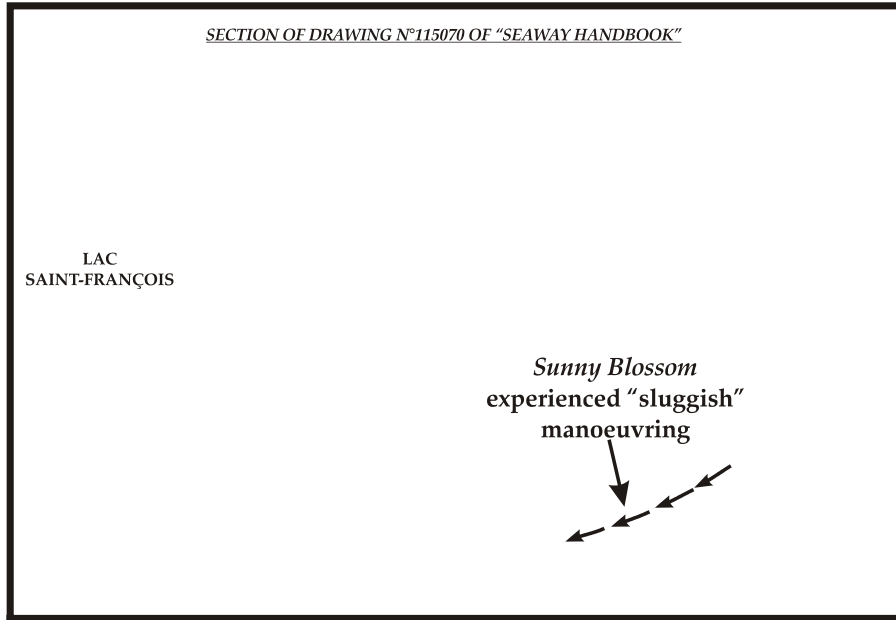 SECTION OF DRAWING N°115070 OF “SEAWAY HANDBOOK”
LAC
SAINT-FRANÇOIS
Sunny Blossom
experienced “sluggish”
manoeuvring